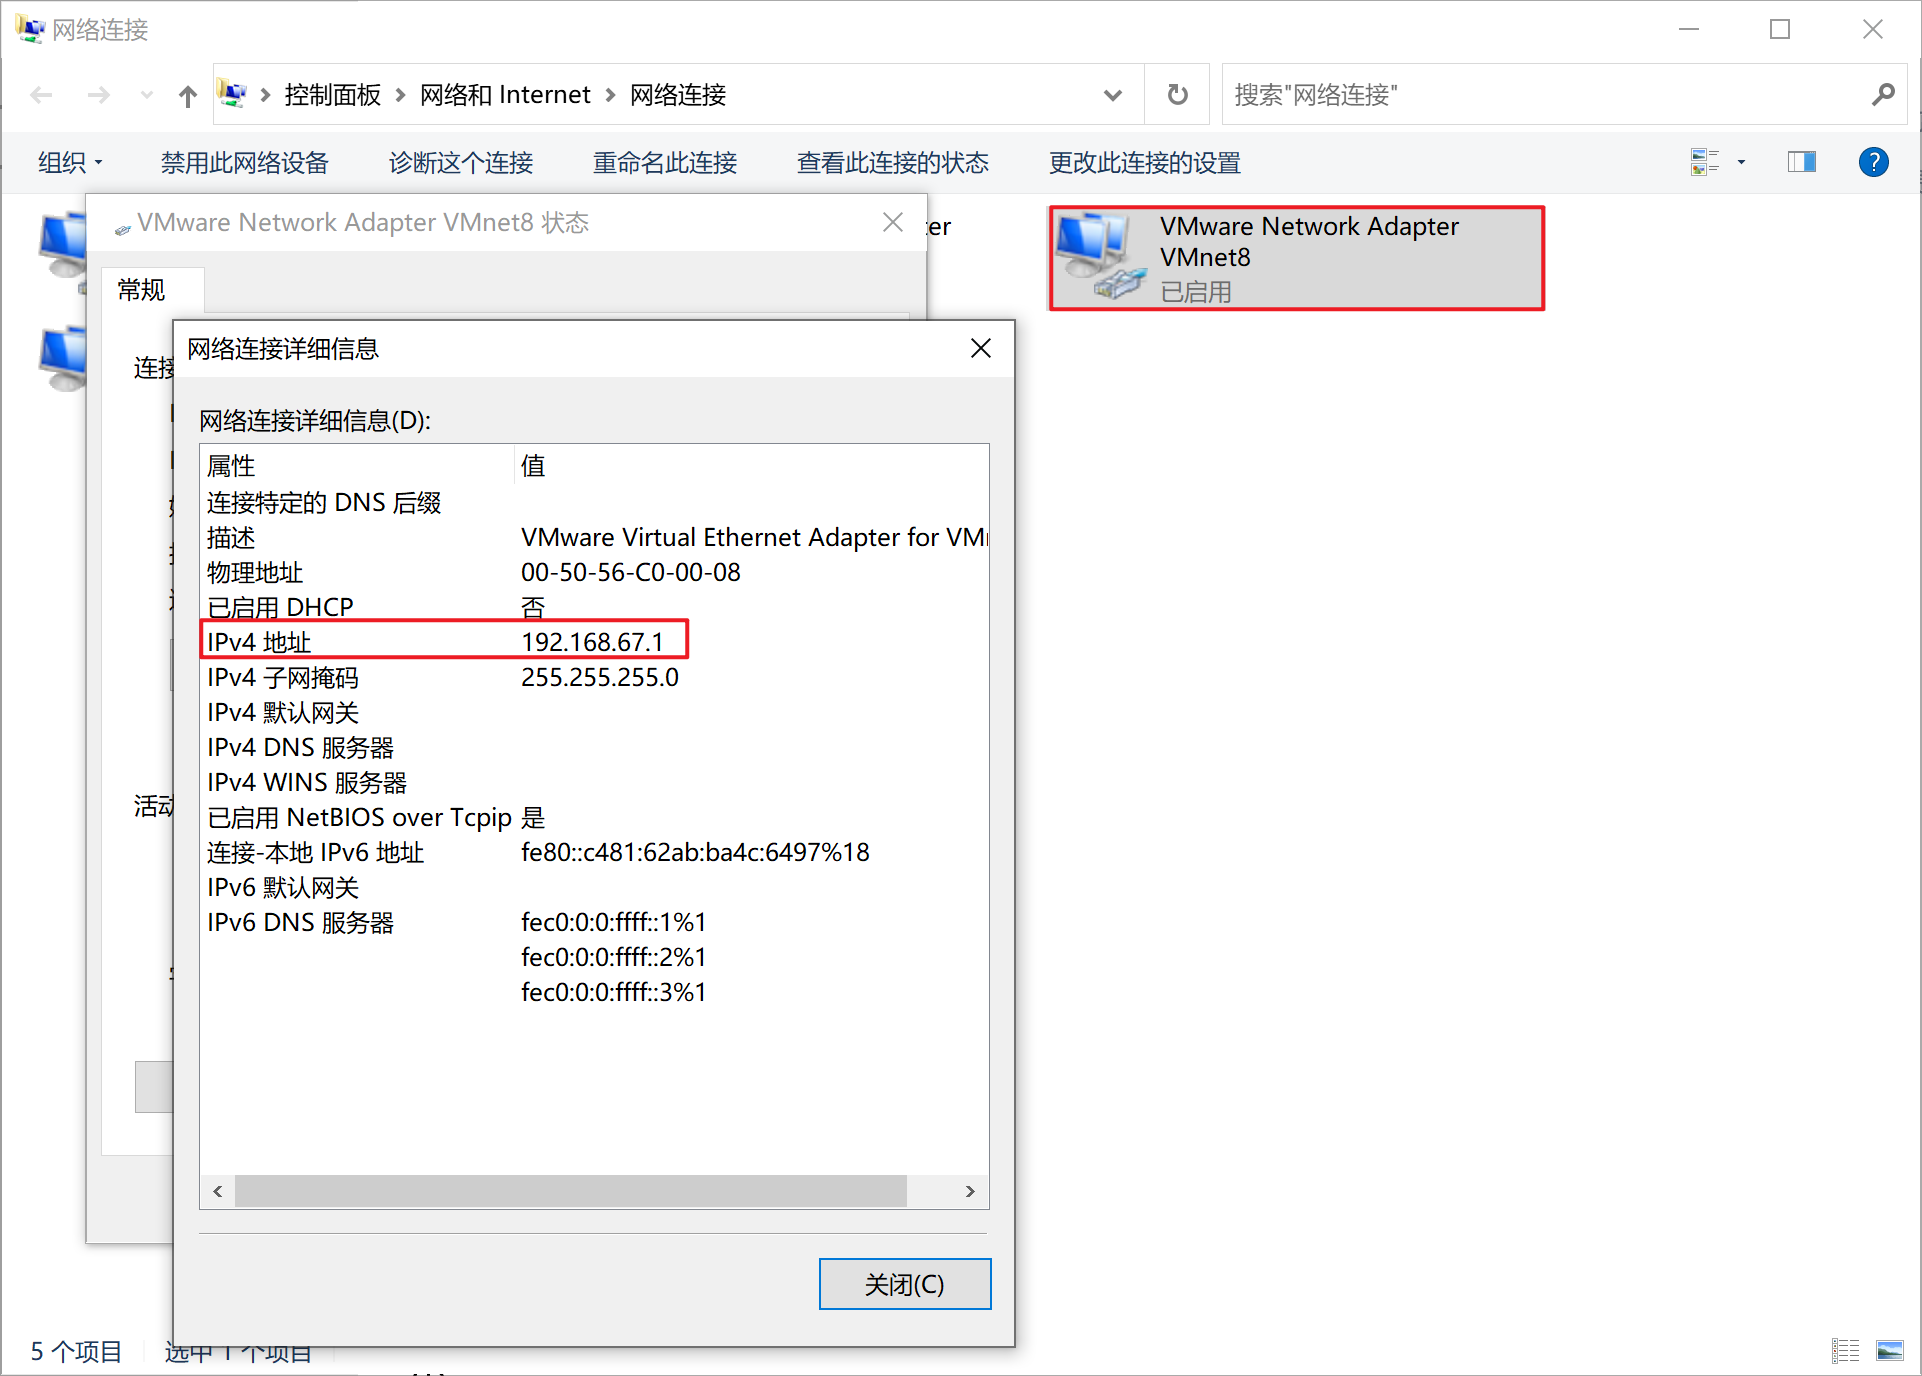 网络连接
控制面板 网络和 Internet 网络连接
搜索"网络连接"
组织 禁用此网络设备 诊断这个连接 重命名此连接 查看此连接的状态 更改此连接的设置
VMware Network Adapter VMnet8 状态
VMware Network Adapter
VMnet8
已启用
常规
网络连接详细信息
网络连接详细信息(D):
属性 值
连接特定的 DNS 后缀
描述 VMware Virtual Ethernet Adapter for
物理地址 00-50-56-C0-00-08
已启用 DHCP 否
IPv4 地址 192.168.67.1
IPv4 子网掩码 255.255.255.0
IPv4 默认网关
IPv4 DNS 服务器
IPv4 WINS 服务器
已启用 NetBIOS over Tcpip 是
连接-本地 IPv6 地址 fe80::c481:62ab:ba4c:6497%18
IPv6 默认网关
IPv6 DNS 服务器 fec0:0:0:ffff::1%1
fec0:0:0:ffff::2%1
fec0:0:0:ffff::3%1
关闭(C)
5 个项目 选中 1 个项目